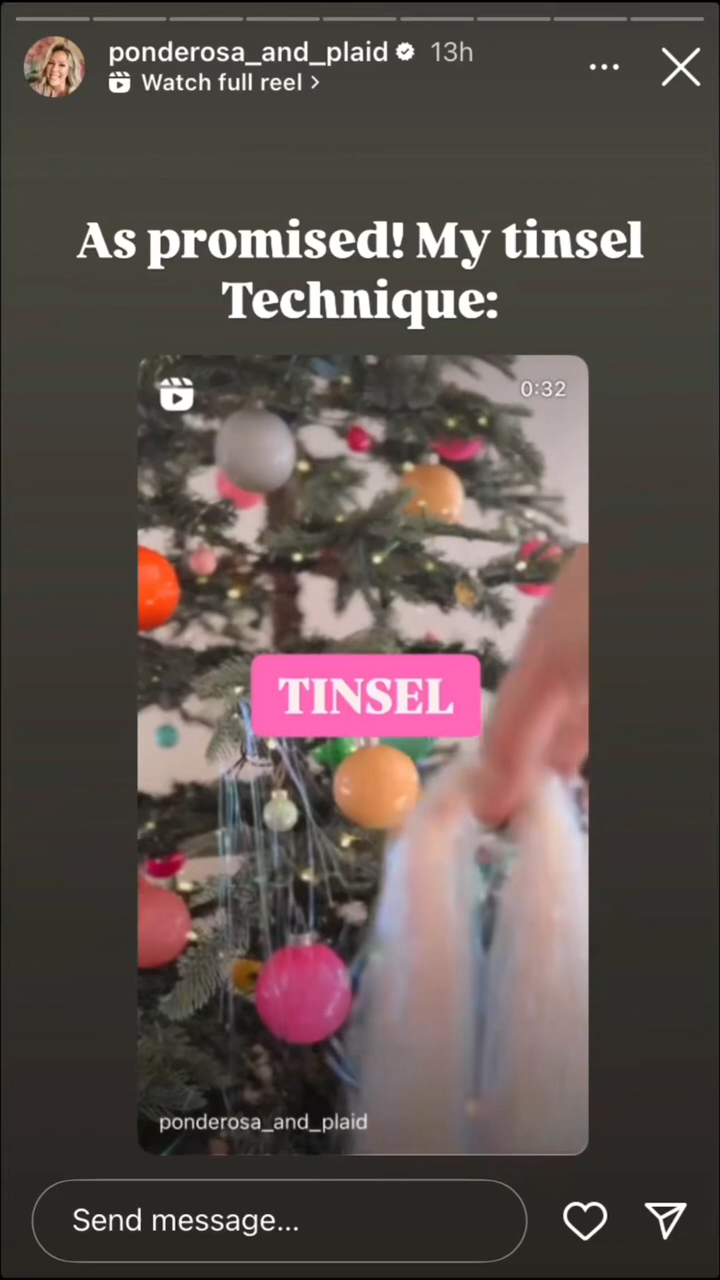 ponderosa_and_plaid 13h
Watch full reel >
As promised! My tinsel
Technique:
0:32
TINSEL
ponderosa_and_plaid
Send message...